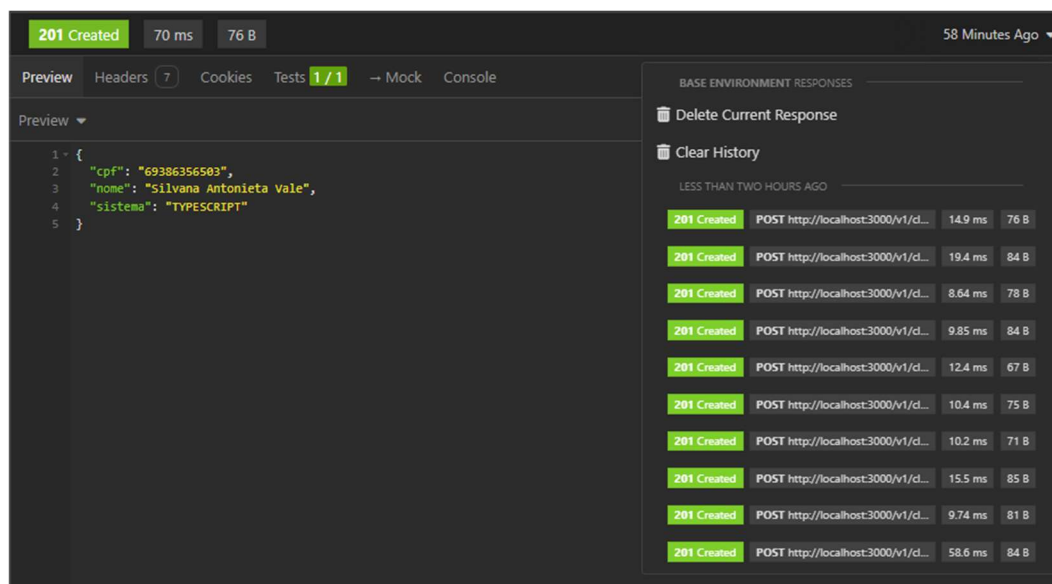 201 Created 70 ms 76 B 58 Minutes Ago
Preview Headers 7 Cookies Tests 1 / 1 → Mock Console
Preview
1 {
2 "cpf": "69386356503",
3 "nome": "Silvana Antonieta Vale",
4 "sistema": "TYPESCRIPT"
5 }
BASE ENVIRONMENT RESPONSES
Delete Current Response
Clear History
LESS THAN TWO HOURS AGO
201 Created POST http://localhost:3000/v1/cl... 14.9 ms 76 B
201 Created POST http://localhost:3000/v1/cl... 19.4 ms 84 B
201 Created POST http://localhost:3000/v1/cl... 8.64 ms 78 B
201 Created POST http://localhost:3000/v1/cl... 9.85 ms 84 B
201 Created POST http://localhost:3000/v1/cl... 12.4 ms 67 B
201 Created POST http://localhost:3000/v1/cl... 10.4 ms 75 B
201 Created POST http://localhost:3000/v1/cl... 10.2 ms 71 B
201 Created POST http://localhost:3000/v1/cl... 15.5 ms 85 B
201 Created POST http://localhost:3000/v1/cl... 9.74 ms 81 B
201 Created POST http://localhost:3000/v1/cl... 58.6 ms 84 B